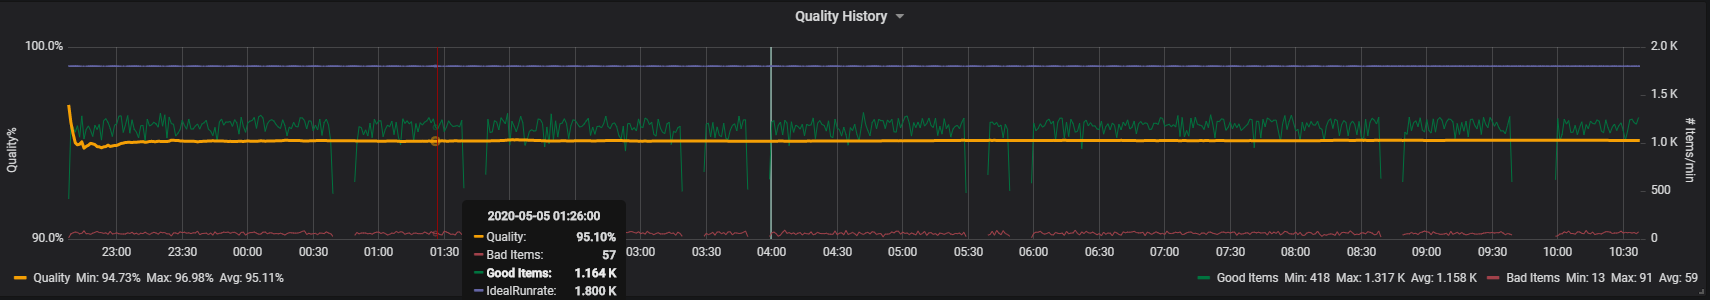 Quality History
100.0%
90.0%
Quality%
2.0 K
1.5 K
1.0 K
500
0
# Items/min
23:00 23:30 00:00 00:30 01:00 01:30 03:00 03:30 04:00 04:30 05:00 05:30 06:00 06:30 07:00 07:30 08:00 08:30 09:00 09:30 10:00 10:30
2020-05-05 01:26:00
Quality: 95.10%
Bad Items: 57
Good Items: 1.164 K
IdealRunrate: 1.800 K
Quality Min: 94.73% Max: 96.98% Avg: 95.11%
Good Items Min: 418 Max: 1.317 K Avg: 1.158 K Bad Items Min: 13 Max: 91 Avg: 59